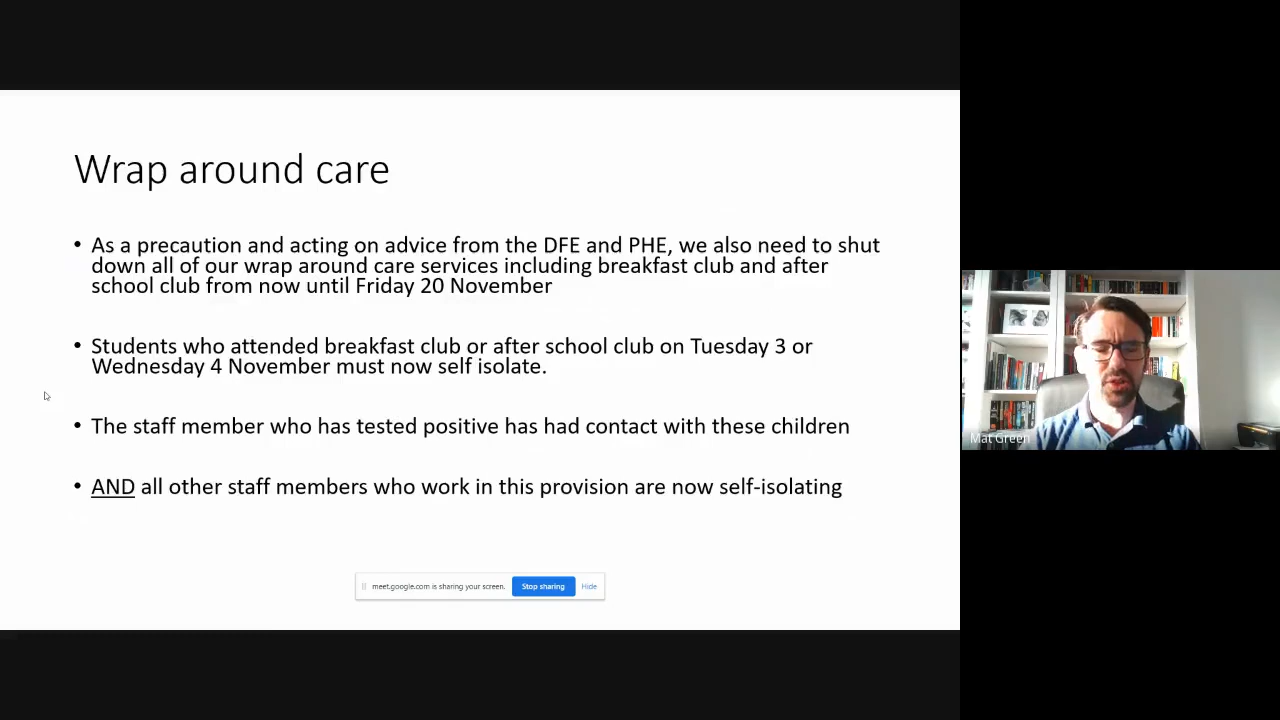 Wrap around care
• As a precaution and acting on advice from the DFE and PHE, we also need to shut
down all of our wrap around care services including breakfast club and after
school club from now until Friday 20 November
• Students who attended breakfast club or after school club on Tuesday 3 or
Wednesday 4 November must now self isolate.
• The staff member who has tested positive has had contact with these children
• AND all other staff members who work in this provision are now self-isolating
meet.google.com is sharing your screen. Stop sharing Hide
Mat Green